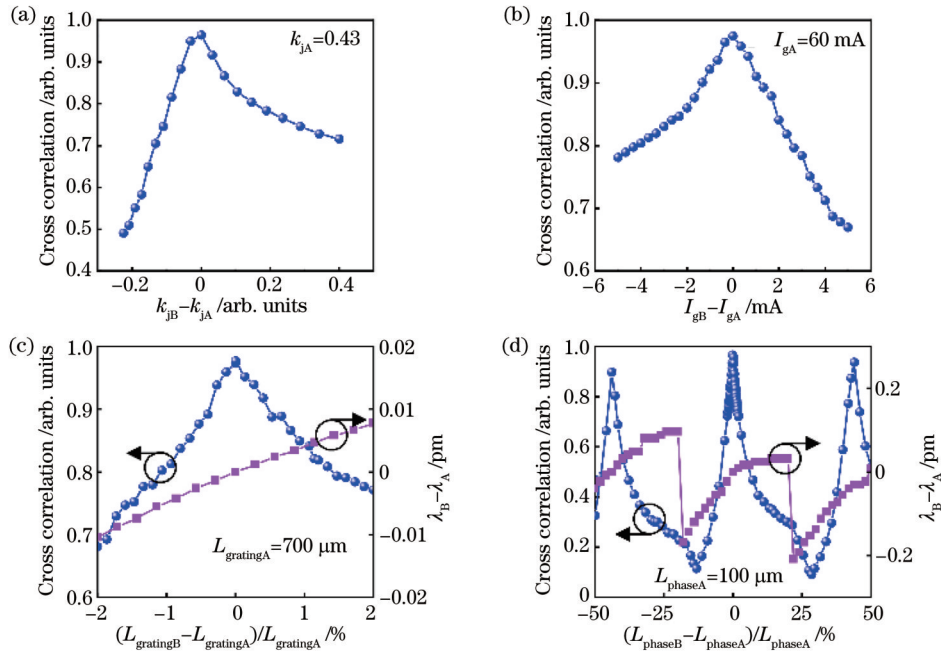 (a)
k_jA=0.43
Cross correlation /arb. units
1.0
0.9
0.8
0.7
0.6
0.5
0.4
−0.2 0 0.2 0.4
k_jB−k_jA /arb. units
(b)
I_gA=60 mA
Cross correlation /arb. units
1.0
0.9
0.8
0.7
0.6
−6 −4 −2 0 2 4 6
I_gB−I_gA /mA
(c)
Cross correlation /arb. units
1.0
0.9
0.8
0.7
0.6
0.02
0.01
0
−0.01
−0.02
λ_B−λ_A /pm
L_gratingA=700 μm
−2 −1 0 1 2
(L_gratingB−L_gratingA)/L_gratingA /%
(d)
Cross correlation /arb. units
1.0
0.8
0.6
0.4
0.2
0
0.2
0
−0.2
λ_B−λ_A /pm
L_phaseA=100 μm
−50 −25 0 25 50
(L_phaseB−L_phaseA)/L_phaseA /%